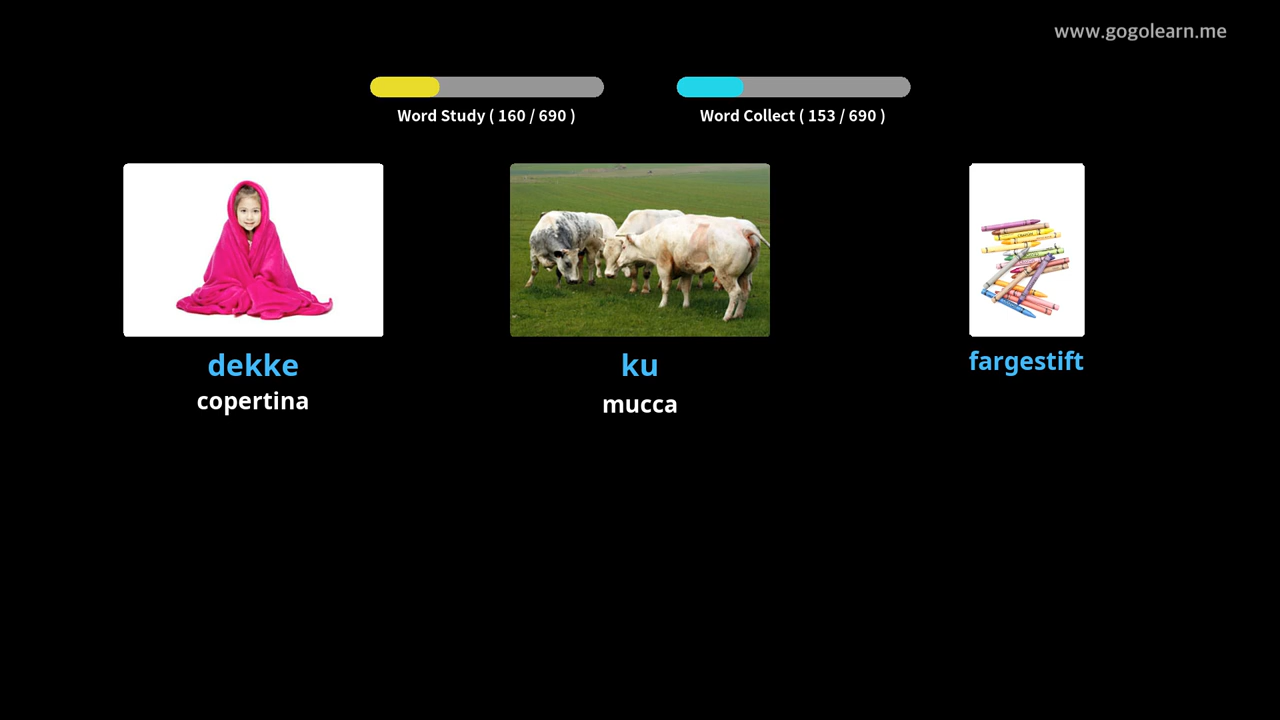 www.gogolearn.me
Word Study ( 160 / 690 )
Word Collect ( 153 / 690 )
dekke
copertina
ku
mucca
fargestift